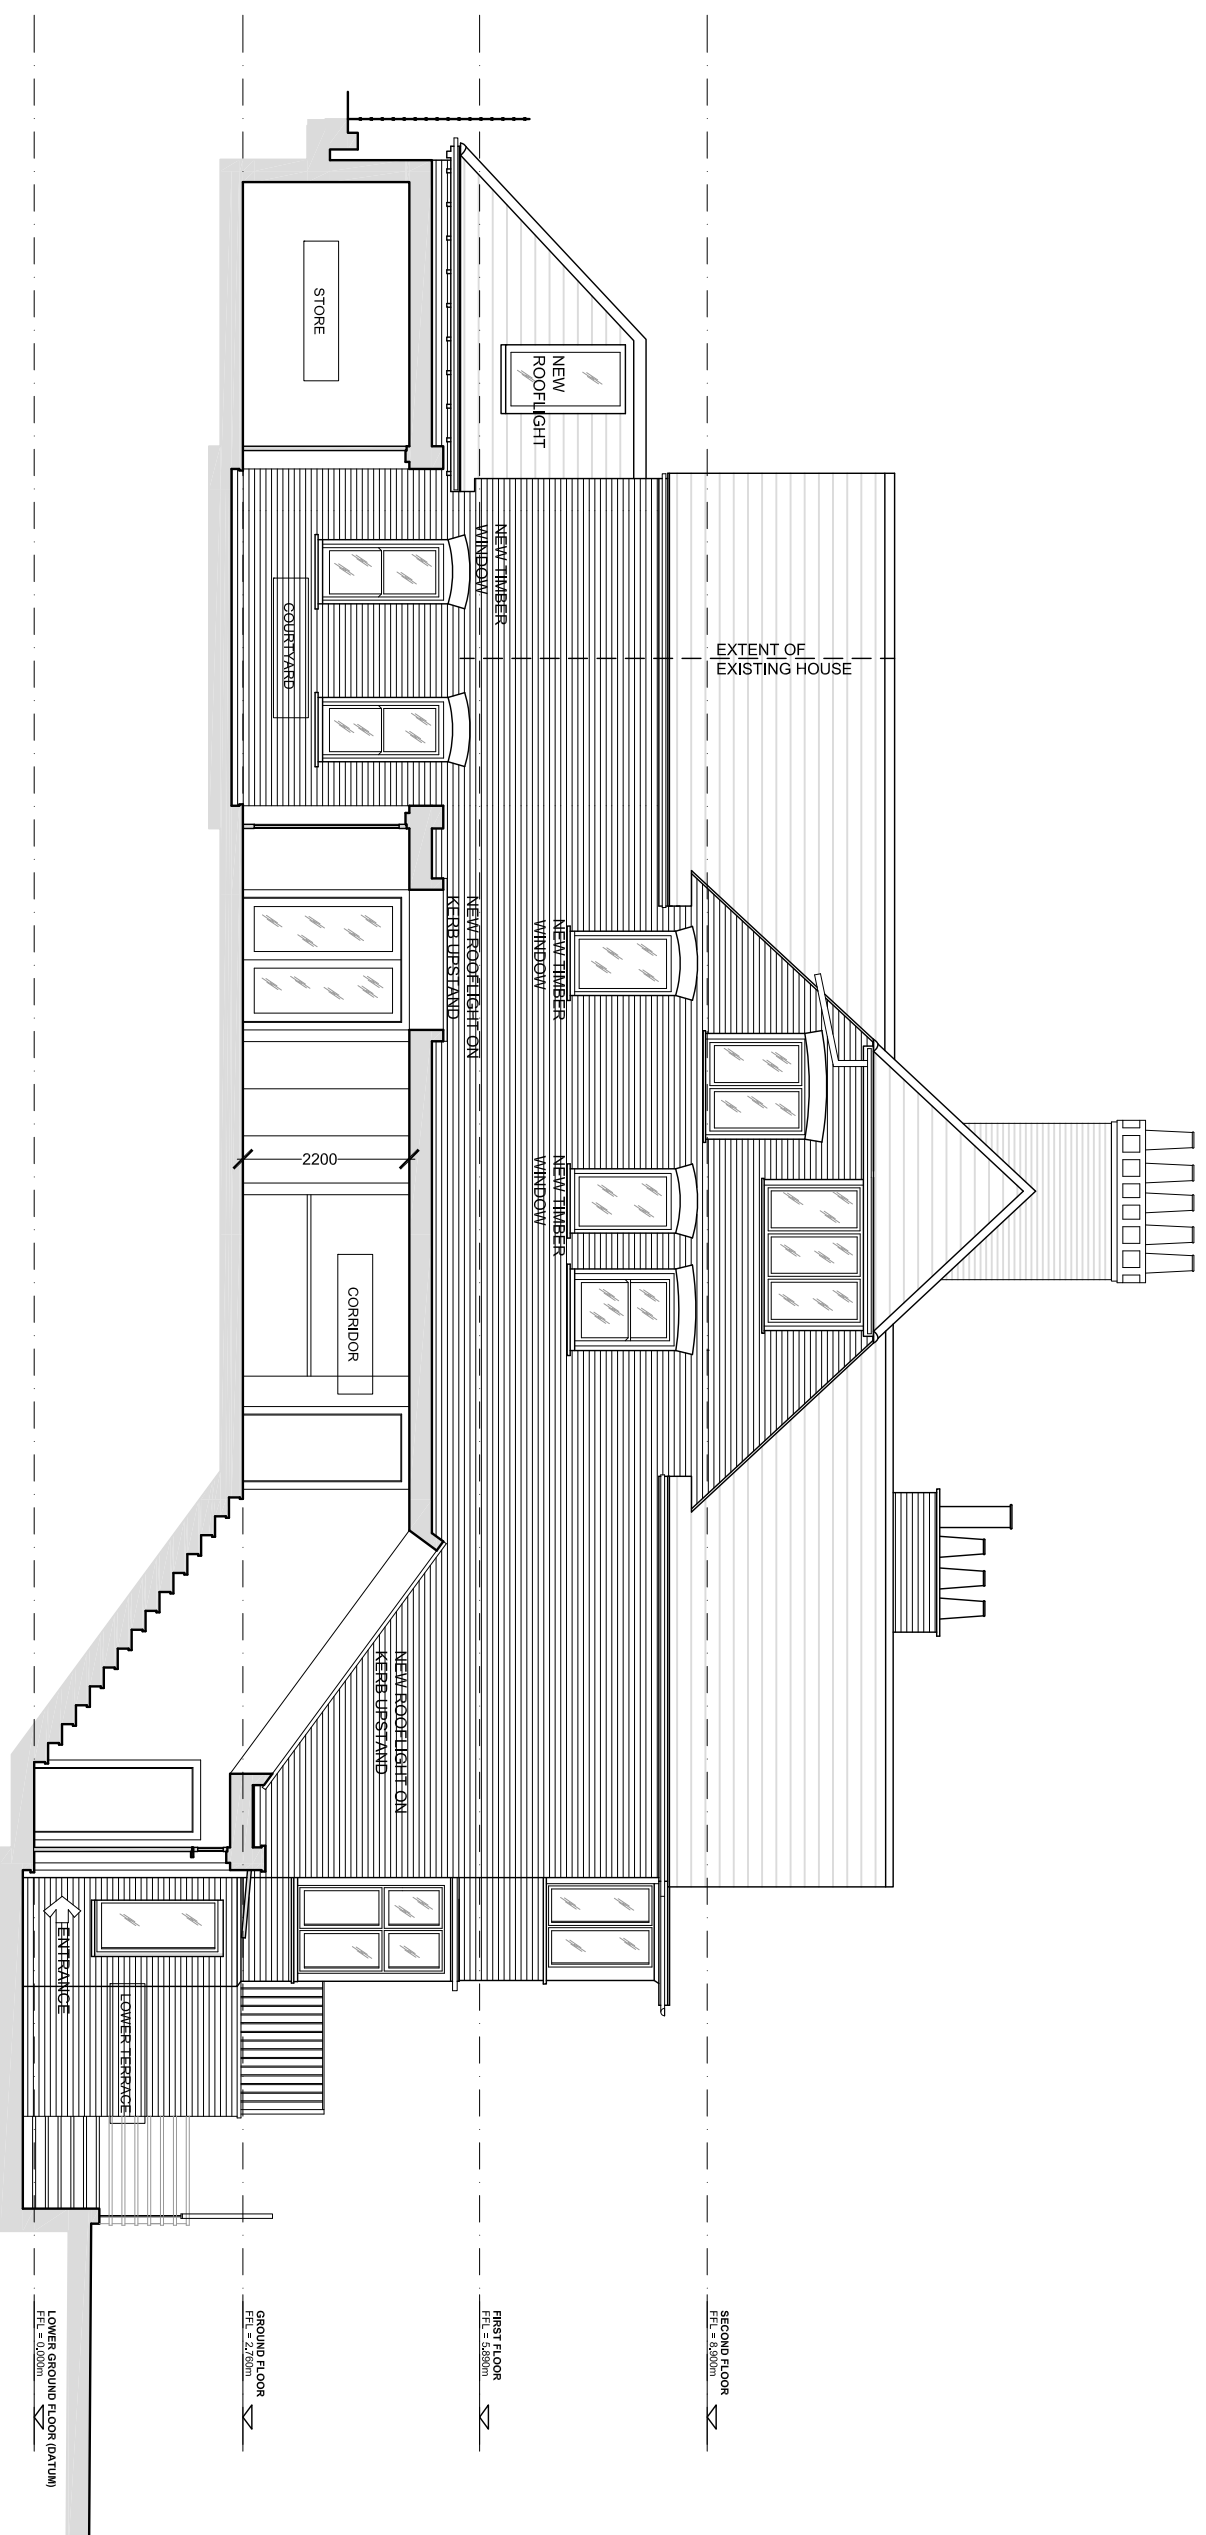 EXTENT OF
EXISTING HOUSE
NEW
ROOFLIGHT
NEW TIMBER
WINDOW
NEW TIMBER
WINDOW
NEW TIMBER
WINDOW
NEW ROOFLIGHT ON
KERB UPSTAND
NEW ROOFLIGHT ON
KERB UPSTAND
STORE
COURTYARD
2200
CORRIDOR
ENTRANCE
LOWER TERRACE
SECOND FLOOR
FFL = 8.900m
FIRST FLOOR
FFL = 5.890m
GROUND FLOOR
FFL = 2.760m
LOWER GROUND FLOOR (DATUM)
FFL = 0.000m